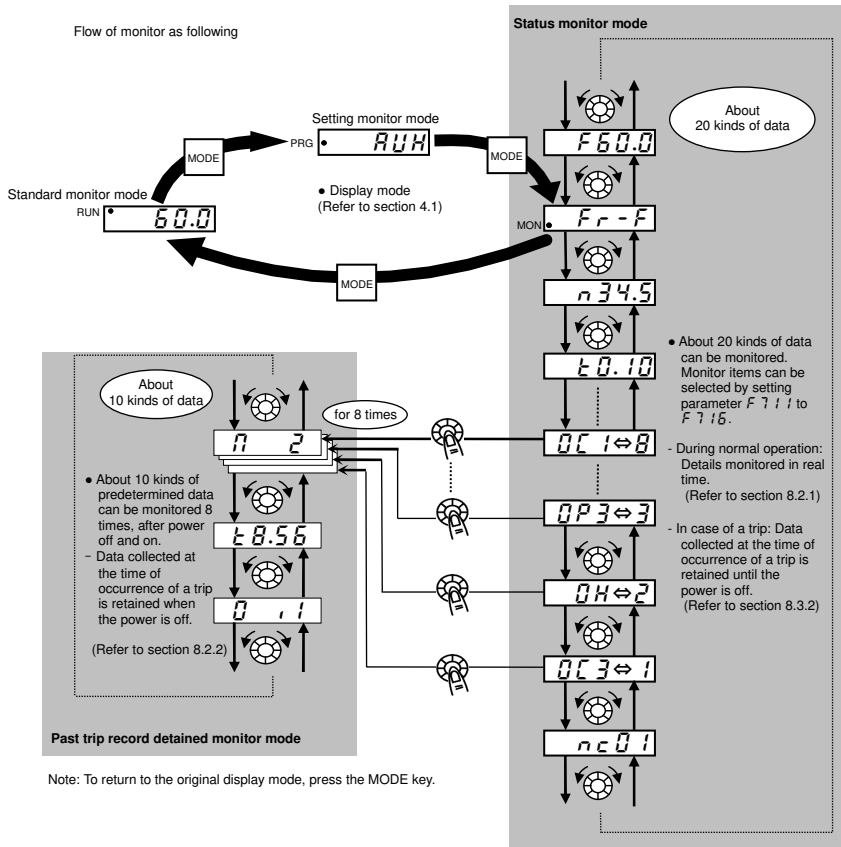 Flow of monitor as following
Status monitor mode
Setting monitor mode
PRG
AUH
MODE
MODE
Standard monitor mode
RUN
60.0
● Display mode
(Refer to section 4.1)
MODE
About
20 kinds of data
F60.0
MON
Fr-F
n34.5
t0.10
OC1⇔8
OP3⇔3
OH⇔2
OC3⇔1
nc01
● About 20 kinds of data
can be monitored.
Monitor items can be
selected by setting
parameter F711 to
F716.
- During normal operation:
Details monitored in real
time.
(Refer to section 8.2.1)
- In case of a trip: Data
collected at the time of
occurrence of a trip is
retained until the
power is off.
(Refer to section 8.3.2)
About
10 kinds of data
for 8 times
n 2
t8.56
0 i1
● About 10 kinds of
predetermined data
can be monitored 8
times, after power
off and on.
− Data collected at
the time of
occurrence of a trip
is retained when
the power is off.
(Refer to section 8.2.2)
Past trip record detained monitor mode
Note: To return to the original display mode, press the MODE key.